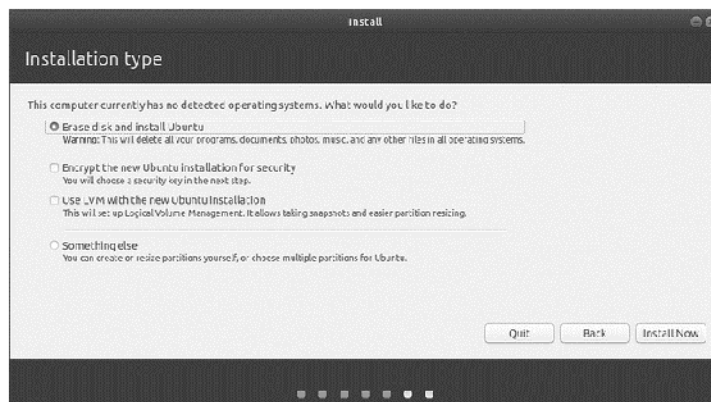 Install
Installation type
This computer currently has no detected operating systems. What would you like to do?
Erase disk and install Ubuntu
Warning: This will delete all your programs, documents, photos, music, and any other files in all operating systems.
Encrypt the new Ubuntu installation for security
You will choose a security key in the next step.
Use LVM with the new Ubuntu installation
This will set up Logical Volume Management. It allows taking snapshots and easier partition resizing.
Something else
You can create or resize partitions yourself, or choose multiple partitions for Ubuntu.
Quit Back Install Now